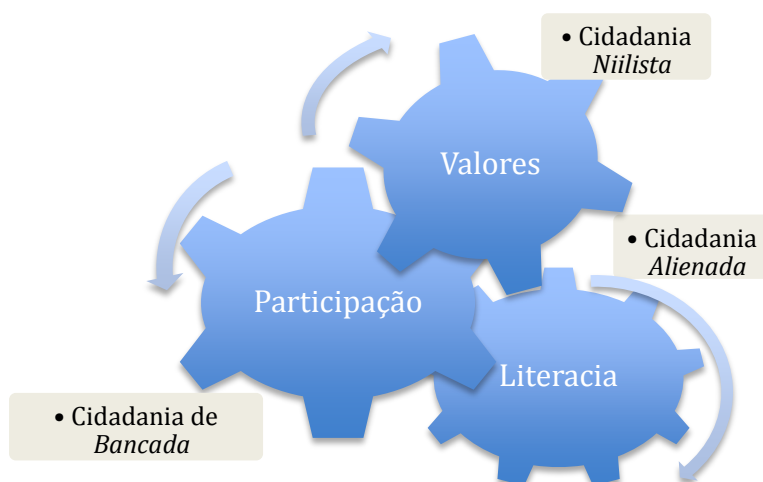 • Cidadania
Niilista
Valores
• Cidadania
Alienada
Participação
Literacia
• Cidadania de
Bancada